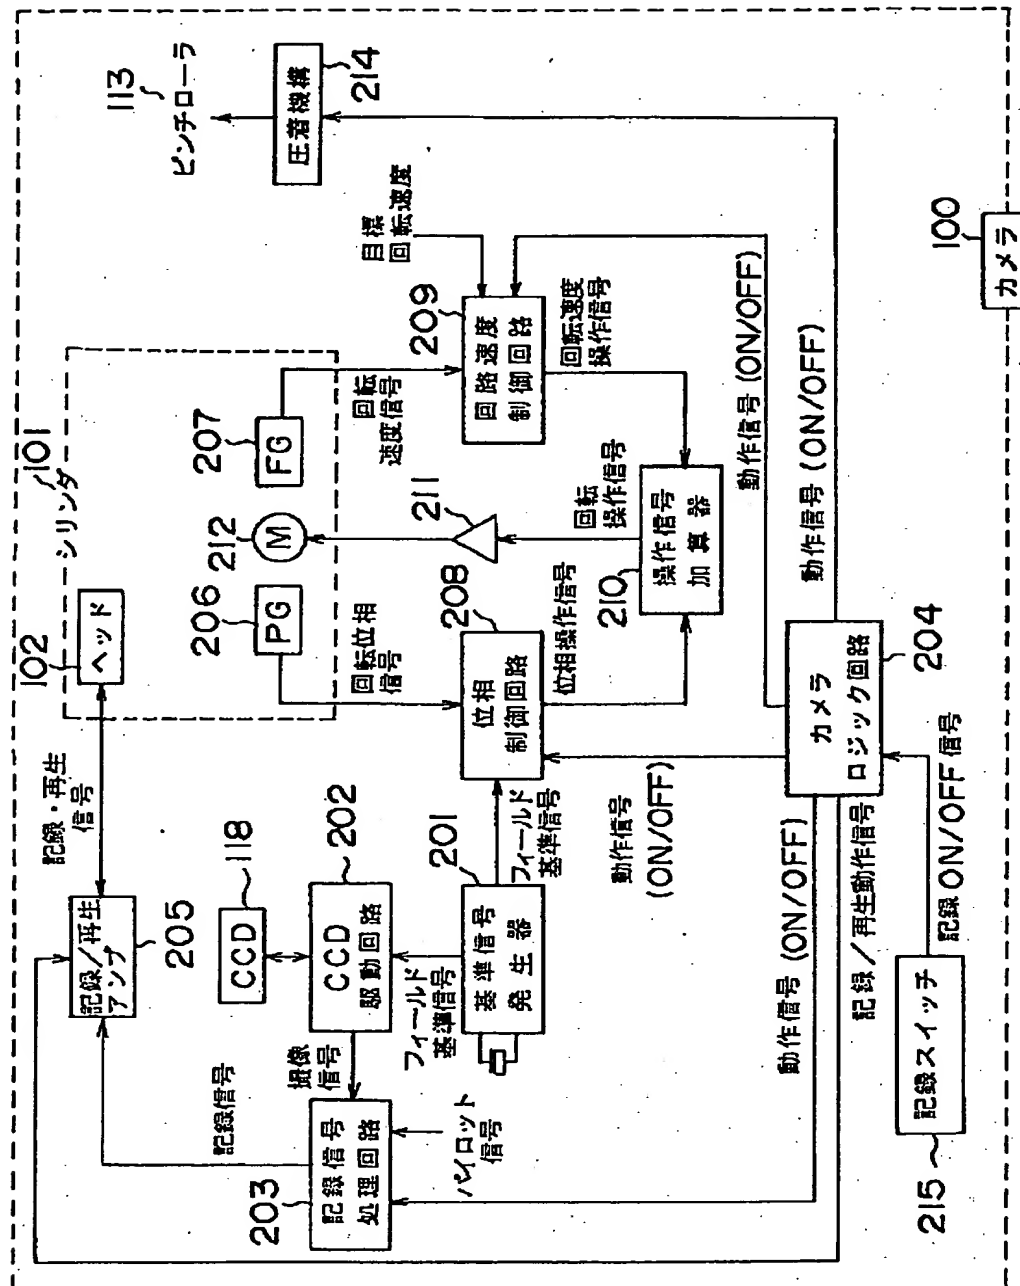 203
記録信号
処理回路
記録信号
パイロット
信号
撮像
信号
記録/再生
アンプ
205
記録・再生
信号
CCD
118
CCD
駆動回路
202
フィールド
基準信号
基準信号
発生器
201
フィールド
基準信号
102
ヘッド
シリンダ
101
206
PG
212
M
207
FG
回転位相
信号
回転
速度信号
位相
制御回路
208
211
回路速度
制御回路
209
目標
回転速度
位相操作信号
回転
操作信号
回転速度
操作信号
210
操作信号
加算器
113
ピンチローラ
圧着機構
214
動作信号
(ON/OFF)
動作信号(ON/OFF)
動作信号(ON/OFF)
動作信号(ON/OFF)
記録/再生動作信号
カメラ
ロジック回路
204
記録ON/OFF信号
215
記録スイッチ
100
カメラ